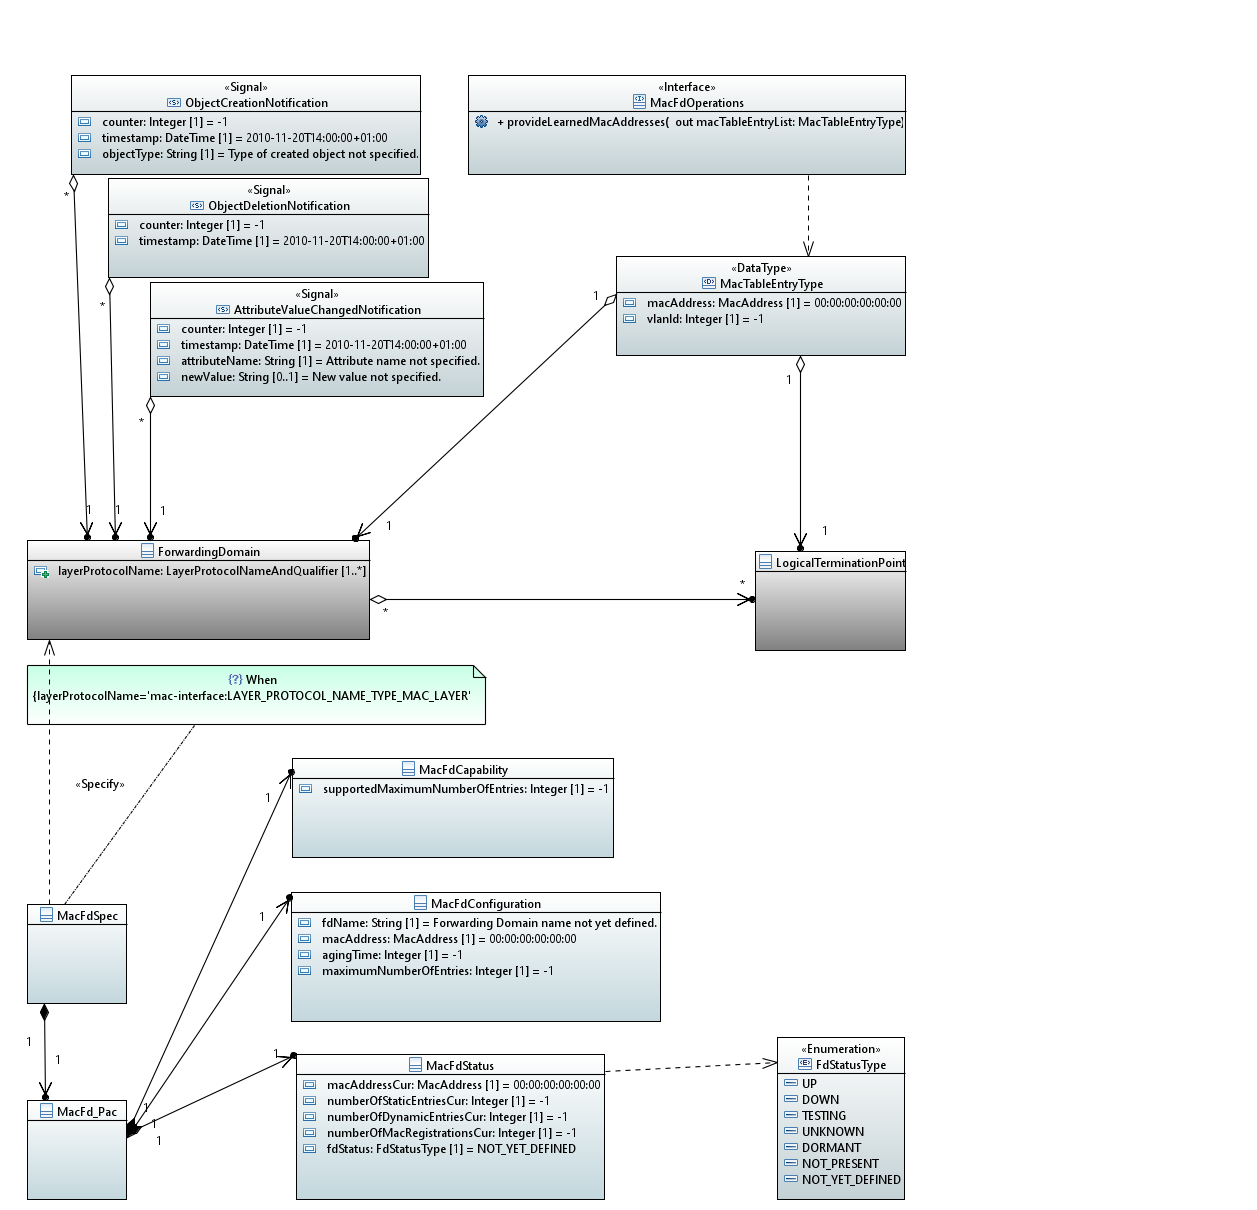 «Signal»
ObjectCreationNotification
counter: Integer [1] = -1
timestamp: DateTime [1] = 2010-11-20T14:00:00+01:00
objectType: String [1] = Type of created object not specified.
«Interface»
MacFdOperations
+ provideLearnedMacAddresses( out macTableEntryList: MacTableEntryType)
*
«Signal»
ObjectDeletionNotification
counter: Integer [1] = -1
timestamp: DateTime [1] = 2010-11-20T14:00:00+01:00
*
«Signal»
AttributeValueChangedNotification
counter: Integer [1] = -1
timestamp: DateTime [1] = 2010-11-20T14:00:00+01:00
attributeName: String [1] = Attribute name not specified.
newValue: String [0..1] = New value not specified.
*
«DataType»
MacTableEntryType
macAddress: MacAddress [1] = 00:00:00:00:00:00
vlanId: Integer [1] = -1
1
1
1
1
1
1
1
ForwardingDomain
layerProtocolName: LayerProtocolNameAndQualifier [1..*]
*
*
LogicalTerminationPoint
{?} When
{layerProtocolName='mac-interface:LAYER_PROTOCOL_NAME_TYPE_MAC_LAYER'
«Specify»
1
1
MacFdCapability
supportedMaximumNumberOfEntries: Integer [1] = -1
1
MacFdConfiguration
fdName: String [1] = Forwarding Domain name not yet defined.
macAddress: MacAddress [1] = 00:00:00:00:00:00
agingTime: Integer [1] = -1
maximumNumberOfEntries: Integer [1] = -1
MacFdSpec
1
1
1
MacFdStatus
macAddressCur: MacAddress [1] = 00:00:00:00:00:00
numberOfStaticEntriesCur: Integer [1] = -1
numberOfDynamicEntriesCur: Integer [1] = -1
numberOfMacRegistrationsCur: Integer [1] = -1
fdStatus: FdStatusType [1] = NOT_YET_DEFINED
«Enumeration»
FdStatusType
UP
DOWN
TESTING
UNKNOWN
DORMANT
NOT_PRESENT
NOT_YET_DEFINED
MacFd_Pac
1
1
1